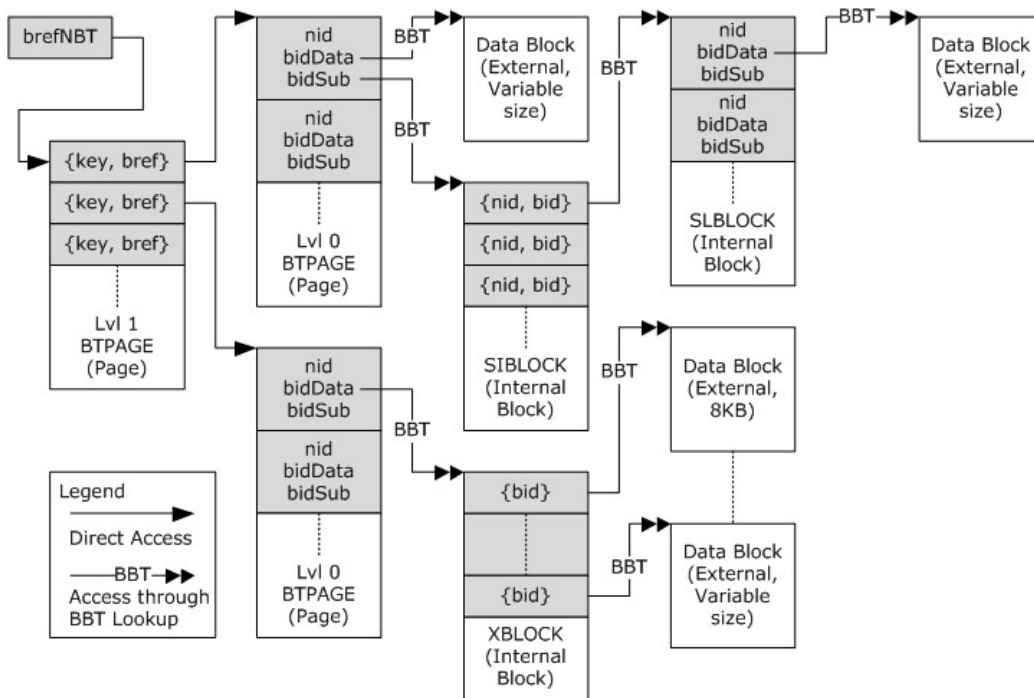 brefNBT
{key, bref}
{key, bref}
{key, bref}
Lvl 1
BTPAGE
(Page)
nid
bidData
bidSub
nid
bidData
bidSub
Lvl 0
BTPAGE
(Page)
BBT
BBT
Data Block
(External,
Variable
size)
{nid, bid}
{nid, bid}
{nid, bid}
SIBLOCK
(Internal
Block)
BBT
nid
bidData
bidSub
nid
bidData
bidSub
SLBLOCK
(Internal
Block)
BBT
Data Block
(External,
Variable
size)
nid
bidData
bidSub
nid
bidData
bidSub
Lvl 0
BTPAGE
(Page)
BBT
{bid}
{bid}
XBLOCK
(Internal
Block)
BBT
BBT
Data Block
(External,
8KB)
Data Block
(External,
Variable
size)
Legend
Direct Access
BBT
Access through
BBT Lookup